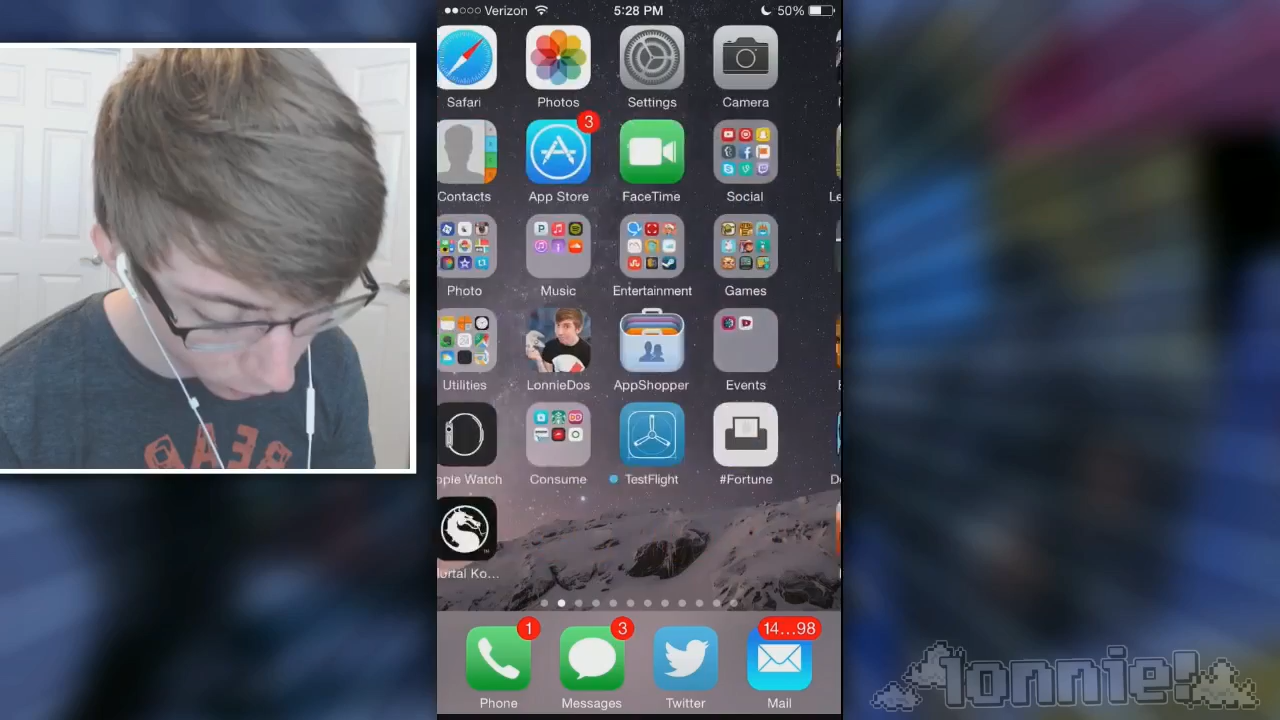 Verizon 5:28 PM 50%
Safari Photos Settings Camera
3
Contacts App Store FaceTime Social
Le
Photo Music Entertainment Games
Utilities LonnieDos AppShopper Events
ople Watch Consume TestFlight #Fortune
ortal Ko...
1 3 14...98
Phone Messages Twitter Mail
lonnie!